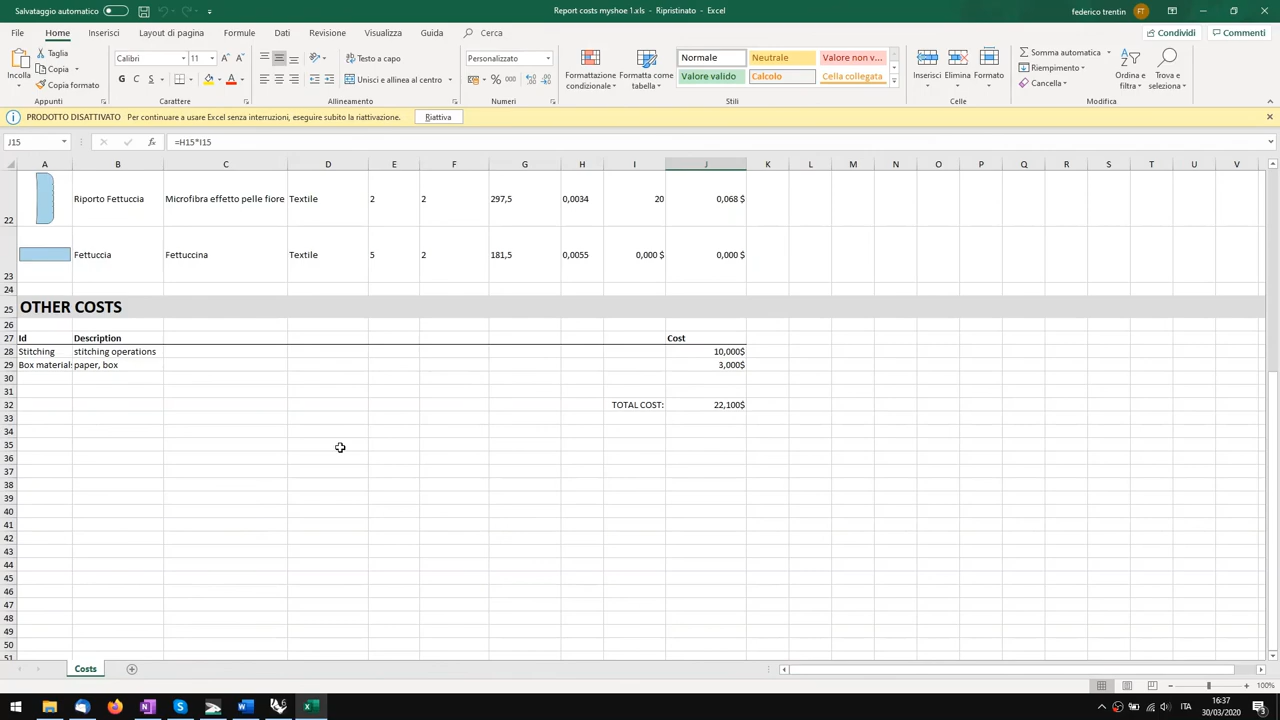 Salvataggio automatico
Report costs myshoe 1.xls - Ripristinato - Excel
federico trentin FT
File Home Inserisci Layout di pagina Formule Dati Revisione Visualizza Guida Cerca Condividi Commenti
Taglia
Copia
Copia formato
Incolla
Calibri 11
G C S
Testo a capo
Unisci e allinea al centro
Personalizzato
% 000
Formattazione condizionale
Formatta come tabella
Normale Neutrale Valore non v...
Valore valido Calcolo Cella collegata
Inserisci Elimina Formato
Somma automatica
Riempimento
Cancella
Ordina e filtra
Trova e seleziona
Appunti Carattere Allineamento Numeri Stili Celle Modifica
PRODOTTO DISATTIVATO Per continuare a usare Excel senza interruzioni, eseguire subito la riattivazione. Riattiva
J15 fx =H15*I15
A B C D E F G H I J K L M N O P Q R S T U V
22 Riporto Fettuccia Microfibra effetto pelle fiore Textile 2 2 297,5 0,0034 20 0,068 $
23 Fettuccia Fettuccina Textile 5 2 181,5 0,0055 0,000 $ 0,000 $
24
25 OTHER COSTS
26
27 Id Description Cost
28 Stitching stitching operations 10,000$
29 Box materials paper, box 3,000$
30
31
32 TOTAL COST: 22,100$
33
34
35
36
37
38
39
40
41
42
43
44
45
46
47
48
49
50
51
Costs
100%
ITA
16:37
30/03/2020